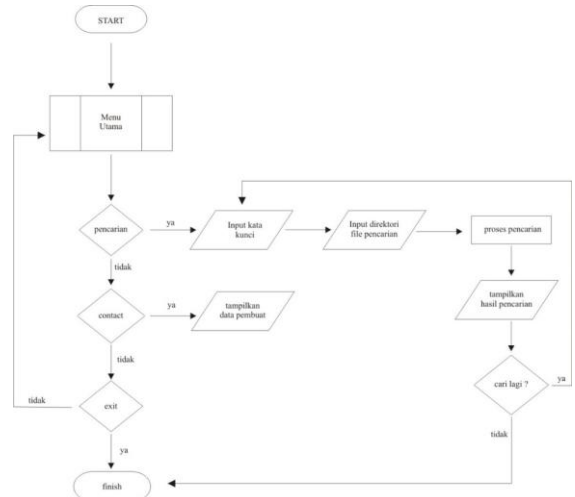 START
Menu
Utama
pencarian
ya
Input kata
kunci
Input direktori
file pencarian
proses pencarian
tidak
tampilkan
hasil pencarian
contact
ya
tampilkan
data pembuat
tidak
cari lagi ?
ya
tidak
exit
tidak
ya
finish